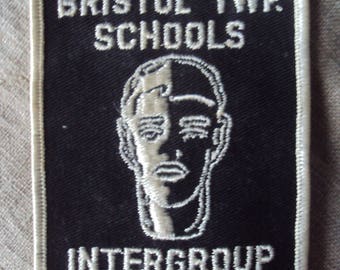 BRISTOL TWP.
SCHOOLS
INTERGROUP